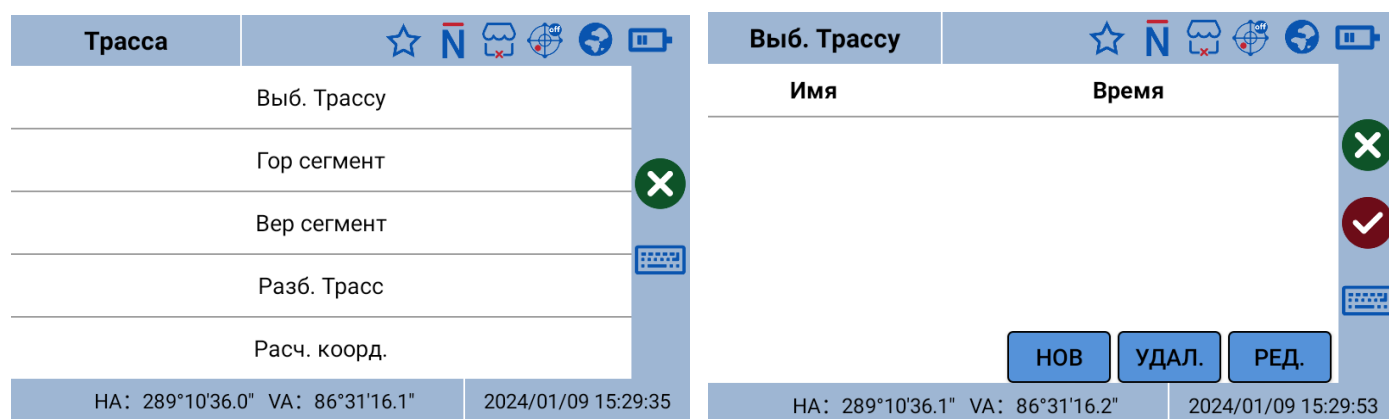 Трасса
N
off
Выб. Трассу
Гор сегмент
Вер сегмент
Разб. Трасс
Расч. коорд.
HA: 289°10'36.0" VA: 86°31'16.1"
2024/01/09 15:29:35
Выб. Трассу
N
off
Имя Время
НОВ УДАЛ. РЕД.
HA: 289°10'36.1" VA: 86°31'16.2"
2024/01/09 15:29:53